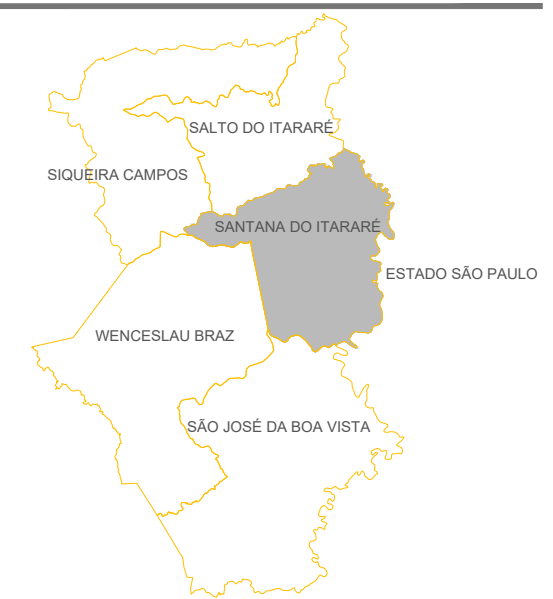 SALTO DO ITARARÉ
SIQUEIRA CAMPOS
SANTANA DO ITARARÉ
ESTADO SÃO PAULO
WENCESLAU BRAZ
SÃO JOSÉ DA BOA VISTA